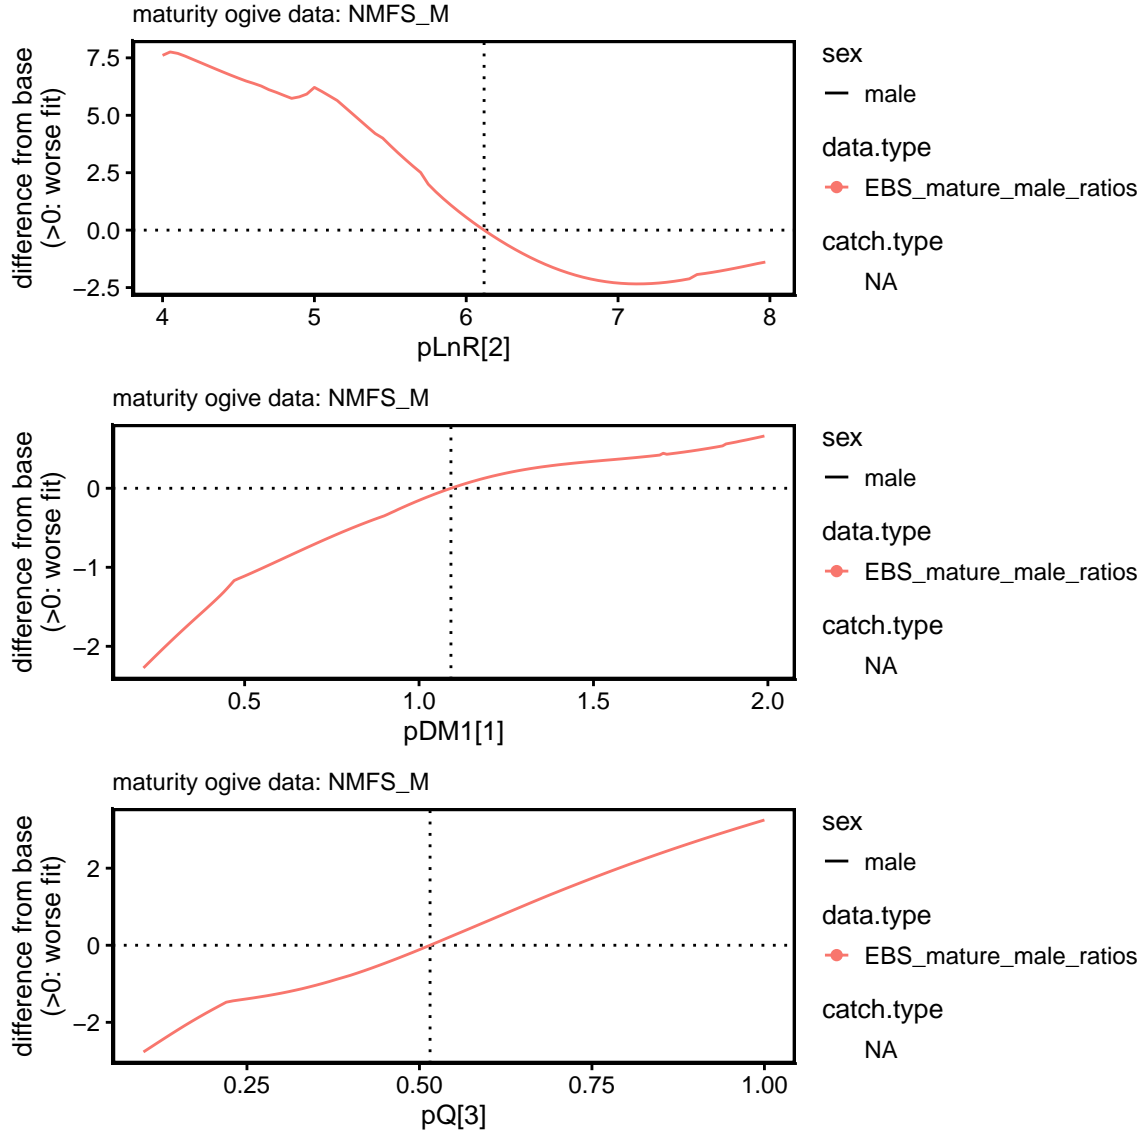 maturity ogive data: NMFS_M
difference from base
(>0: worse fit)
7.5
5.0
2.5
0.0
−2.5
4
5
6
7
8
pLnR[2]
sex
male
data.type
EBS_mature_male_ratios
catch.type
NA
maturity ogive data: NMFS_M
difference from base
(>0: worse fit)
0
−1
−2
0.5
1.0
1.5
2.0
pDM1[1]
sex
male
data.type
EBS_mature_male_ratios
catch.type
NA
maturity ogive data: NMFS_M
difference from base
(>0: worse fit)
2
0
−2
0.25
0.50
0.75
1.00
pQ[3]
sex
male
data.type
EBS_mature_male_ratios
catch.type
NA